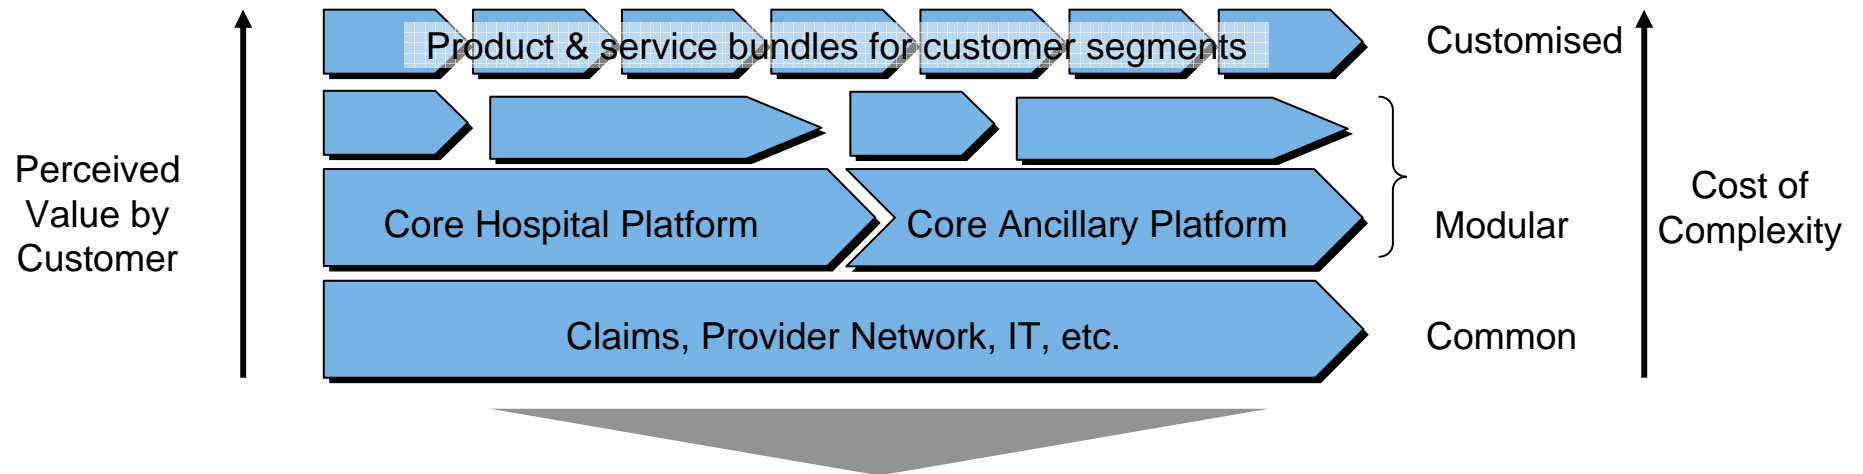 Product & service bundles for customer segments
Customised
Perceived
Value by
Customer
Core Hospital Platform
Core Ancillary Platform
Modular
Cost of
Complexity
Claims, Provider Network, IT, etc.
Common